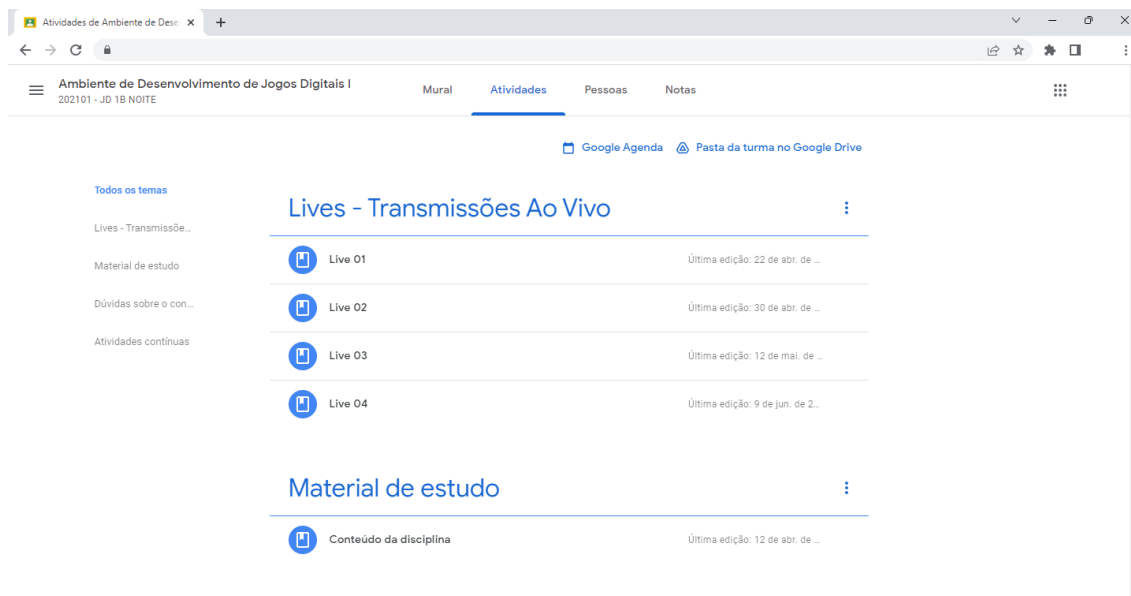 Atividades de Ambiente de Dese
Ambiente de Desenvolvimento de Jogos Digitais I
202101 - JD 1B NOITE
Mural
Atividades
Pessoas
Notas
Google Agenda
Pasta da turma no Google Drive
Todos os temas
Lives - Transmissõe...
Material de estudo
Dúvidas sobre o con...
Atividades contínuas
Lives - Transmissões Ao Vivo
Live 01 Última edição: 22 de abr. de ...
Live 02 Última edição: 30 de abr. de ...
Live 03 Última edição: 12 de mai. de ...
Live 04 Última edição: 9 de jun. de 2...
Material de estudo
Conteúdo da disciplina Última edição: 12 de abr. de ...